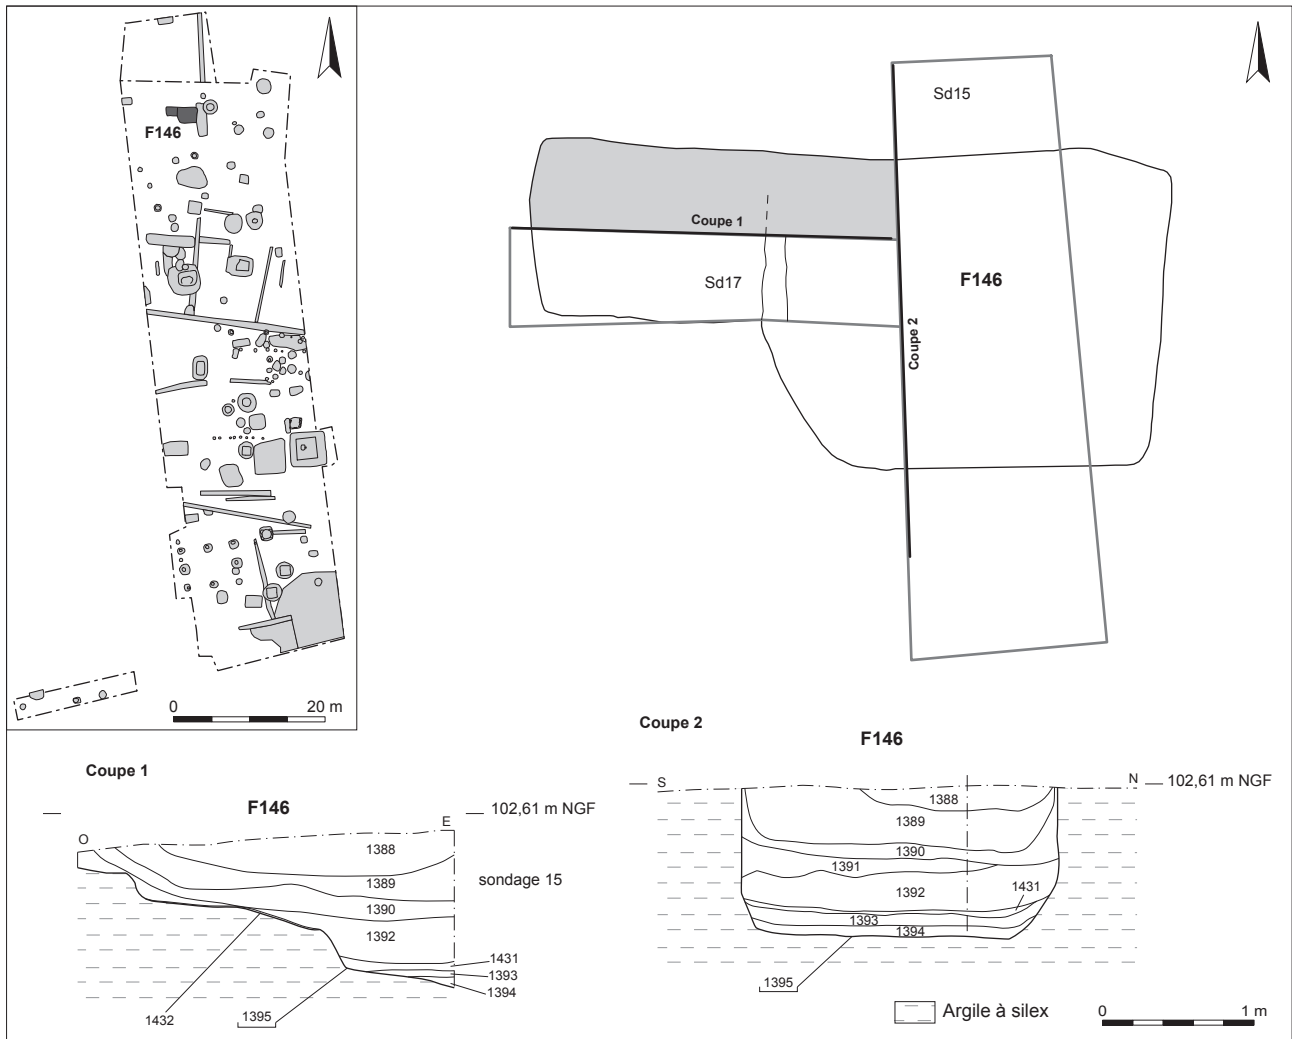 F146
0 20 m
Sd15
Coupe 1
Sd17
F146
Coupe 2
Coupe 1
F146
102,61 m NGF
O
E
1388
1389
sondage 15
1390
1392
1431
1393
1394
1432
1395
Coupe 2
F146
S
N
102,61 m NGF
1388
1389
1390
1391
1392
1431
1393
1394
1395
Argile à silex
0 1 m